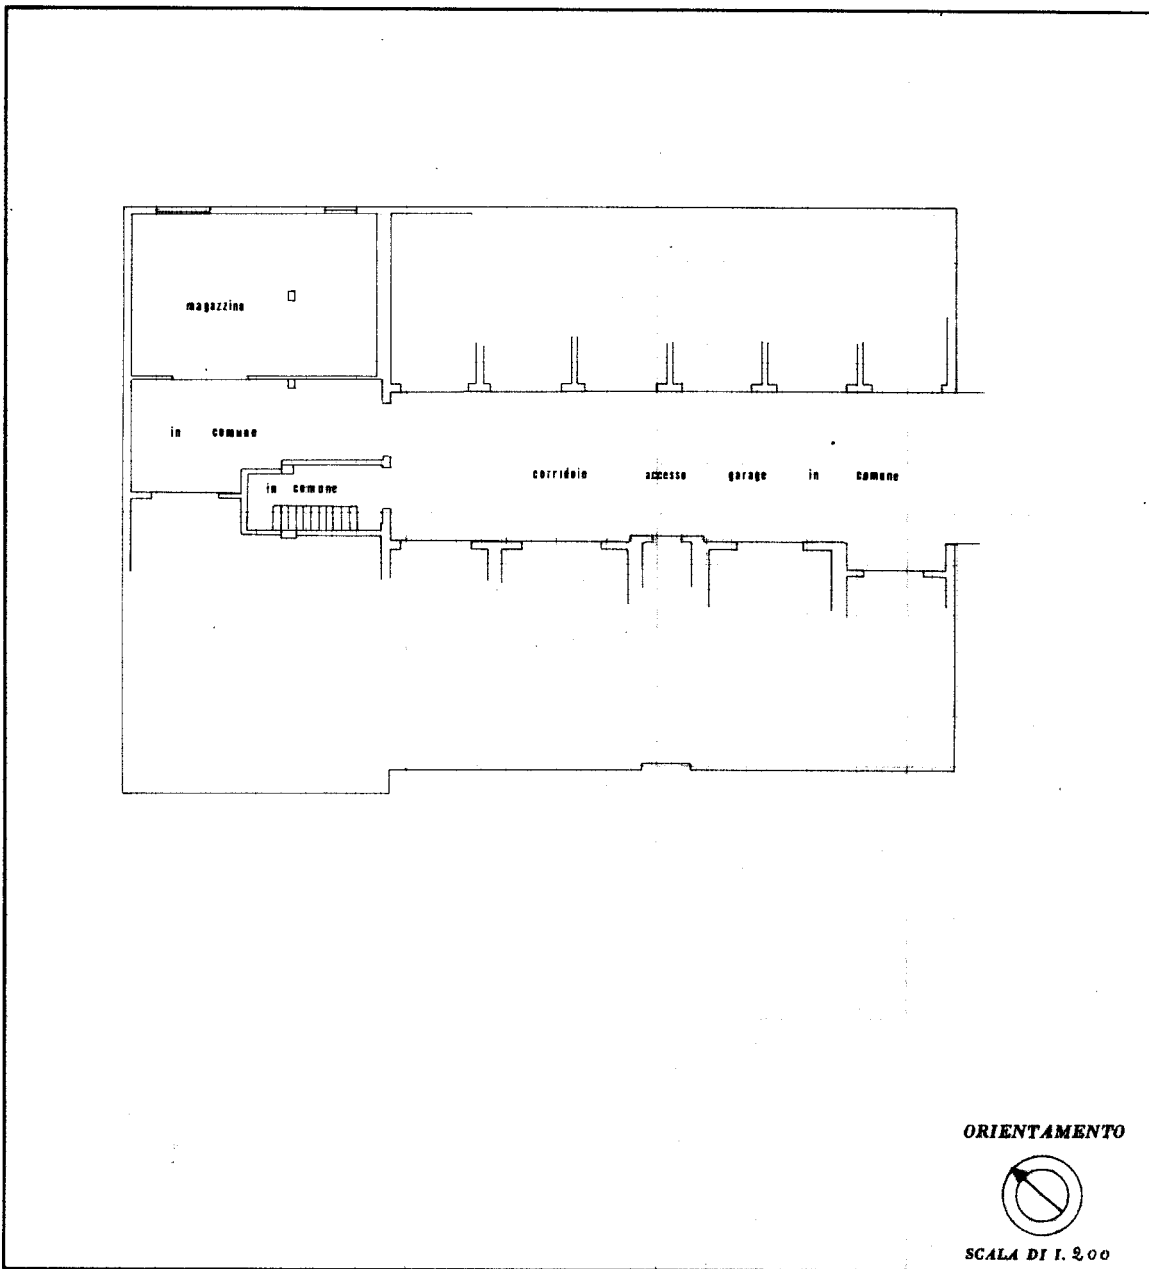 magazzino
in comune
in comune
corridoio accesso garage in comune
ORIENTAMENTO
SCALA DI 1. 200